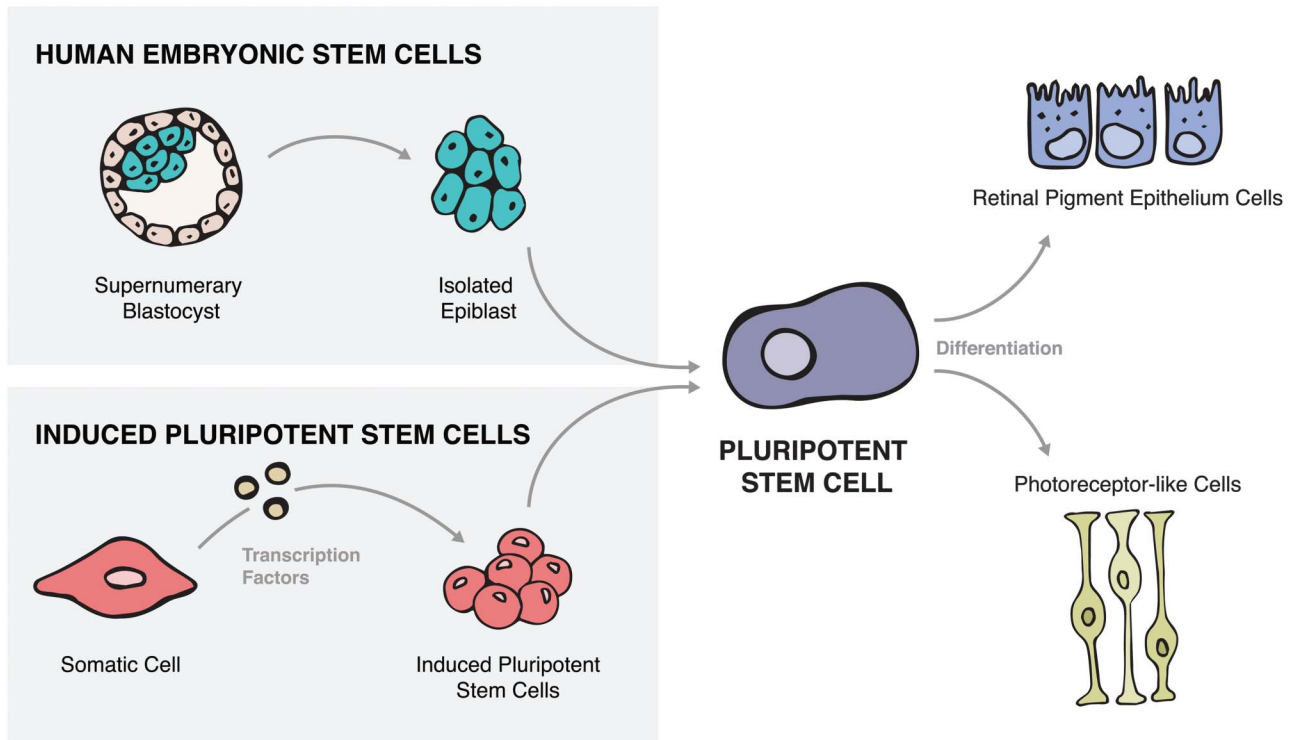 HUMAN EMBRYONIC STEM CELLS
Supernumerary
Blastocyst
Isolated
Epiblast
INDUCED PLURIPOTENT STEM CELLS
Transcription
Factors
Somatic Cell
Induced Pluripotent
Stem Cells
PLURIPOTENT
STEM CELL
Differentiation
Retinal Pigment Epithelium Cells
Photoreceptor-like Cells